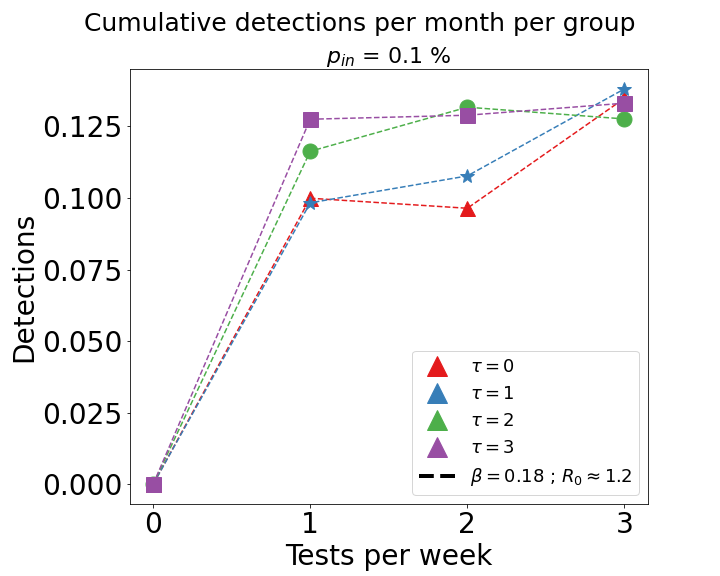 Cumulative detections per month per group
p_in = 0.1 %
Detections
0.125
0.100
0.075
0.050
0.025
0.000
τ = 0
τ = 1
τ = 2
τ = 3
β = 0.18 ; R₀ ≈ 1.2
0 1 2 3
Tests per week